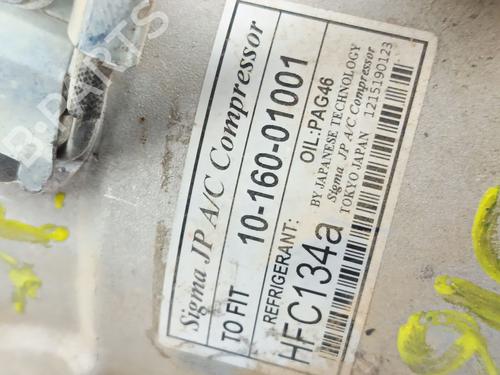 Sigma JP A/C Compressor
TO FIT
10-160-01001
REFRIGERANT: OIL:PAG46
HFC134a
BY JAPANESE TECHNOLOGY
Sigma JP A/C Compressor
TOKYO JAPAN 1215190123
B-PARTS